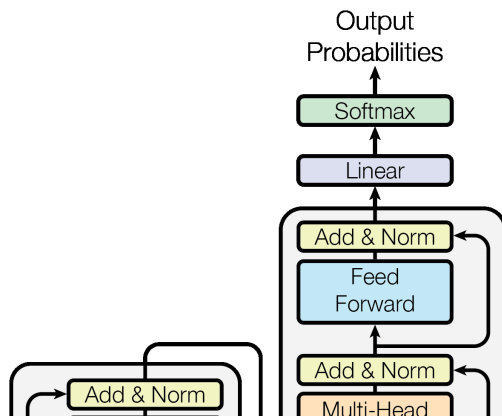 Output
Probabilities
Softmax
Linear
Add & Norm
Feed
Forward
Add & Norm
Add & Norm
Multi-Head